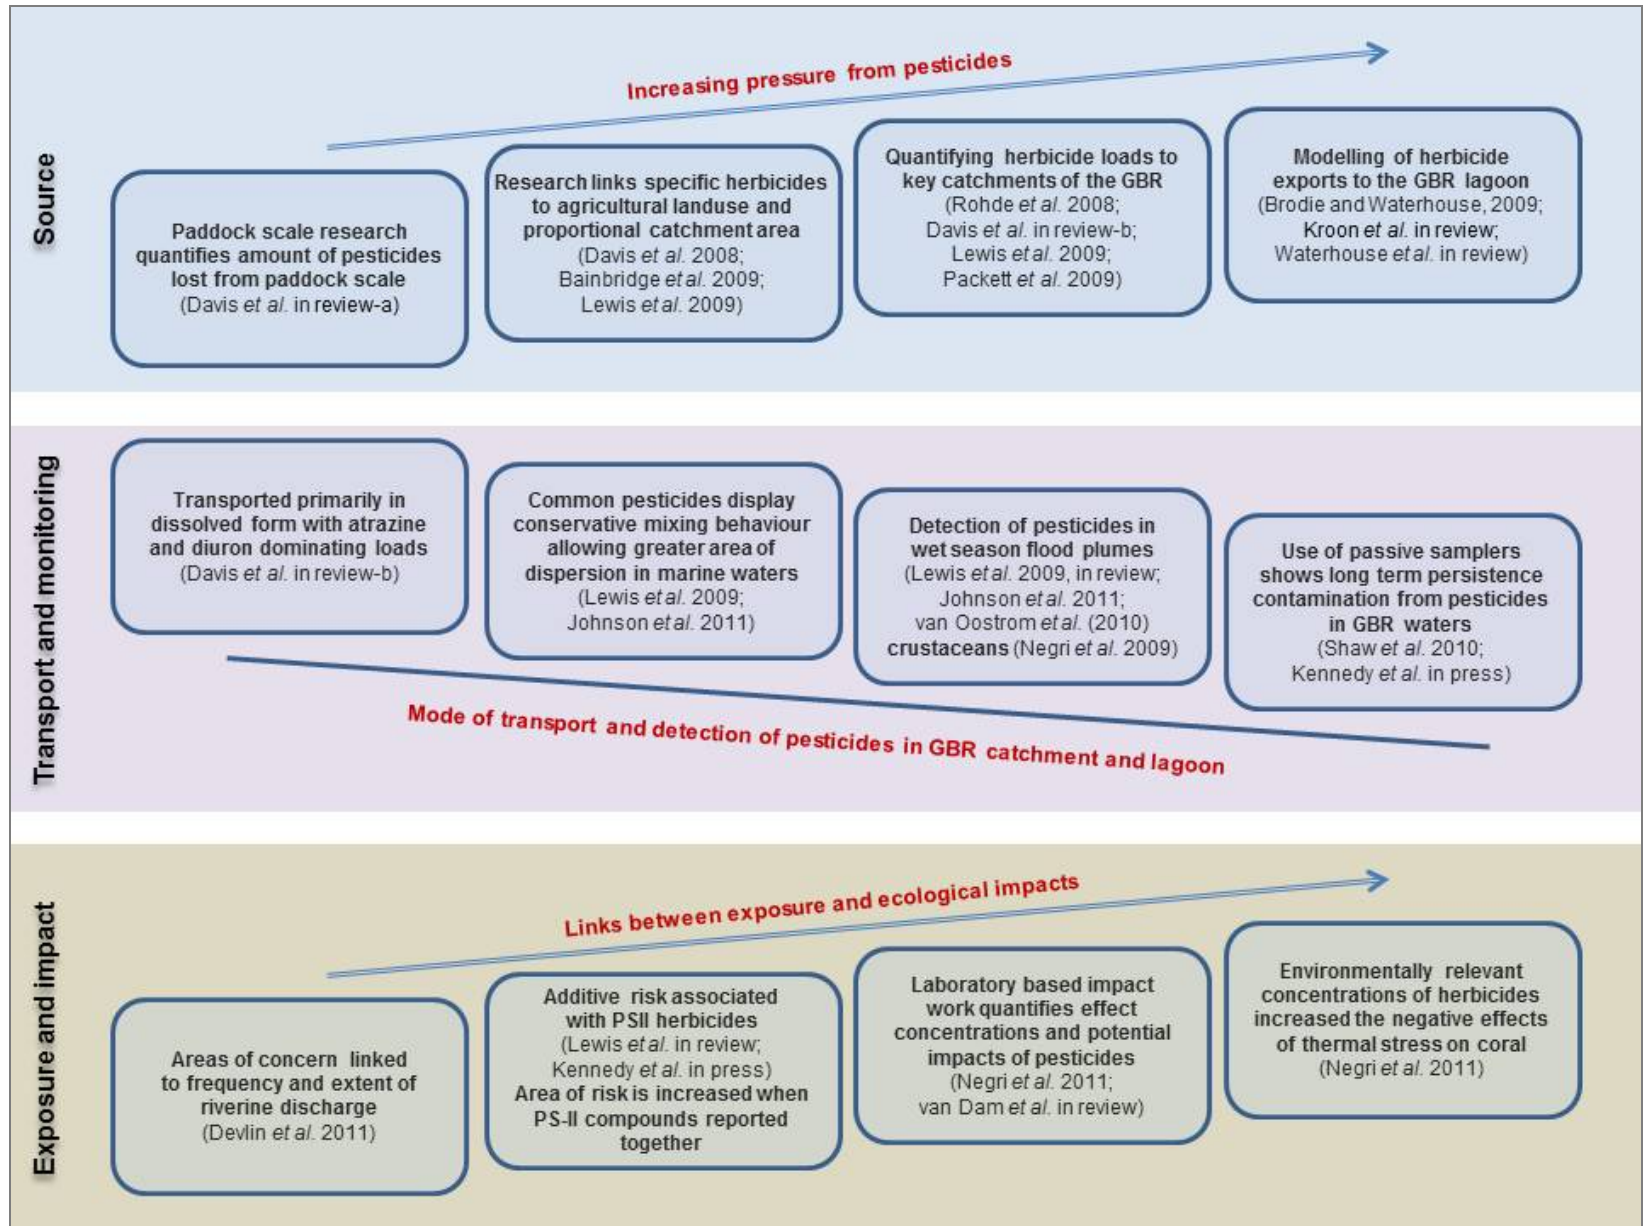 Source
Increasing pressure from pesticides
Paddock scale research
quantifies amount of pesticides
lost from paddock scale
(Davis et al. in review-a)
Research links specific herbicides
to agricultural landuse and
proportional catchment area
(Davis et al. 2008;
Bainbridge et al. 2009;
Lewis et al. 2009)
Quantifying herbicide loads to
key catchments of the GBR
(Rohde et al. 2008;
Davis et al. in review-b;
Lewis et al. 2009;
Packett et al. 2009)
Modelling of herbicide
exports to the GBR lagoon
(Brodie and Waterhouse, 2009;
Kroon et al. in review;
Waterhouse et al. in review)
Transport and monitoring
Transported primarily in
dissolved form with atrazine
and diuron dominating loads
(Davis et al. in review-b)
Common pesticides display
conservative mixing behaviour
allowing greater area of
dispersion in marine waters
(Lewis et al. 2009;
Johnson et al. 2011)
Detection of pesticides in
wet season flood plumes
(Lewis et al. 2009, in review;
Johnson et al. 2011;
van Oostrom et al. (2010)
crustaceans (Negri et al. 2009)
Use of passive samplers
shows long term persistence
contamination from pesticides
in GBR waters
(Shaw et al. 2010;
Kennedy et al. in press)
Mode of transport and detection of pesticides in GBR catchment and lagoon
Exposure and impact
Links between exposure and ecological impacts
Areas of concern linked
to frequency and extent of
riverine discharge
(Devlin et al. 2011)
Additive risk associated
with PSII herbicides
(Lewis et al. in review;
Kennedy et al. in press)
Area of risk is increased when
PS-II compounds reported
together
Laboratory based impact
work quantifies effect
concentrations and potential
impacts of pesticides
(Negri et al. 2011;
van Dam et al. in review)
Environmentally relevant
concentrations of herbicides
increased the negative effects
of thermal stress on coral
(Negri et al. 2011)